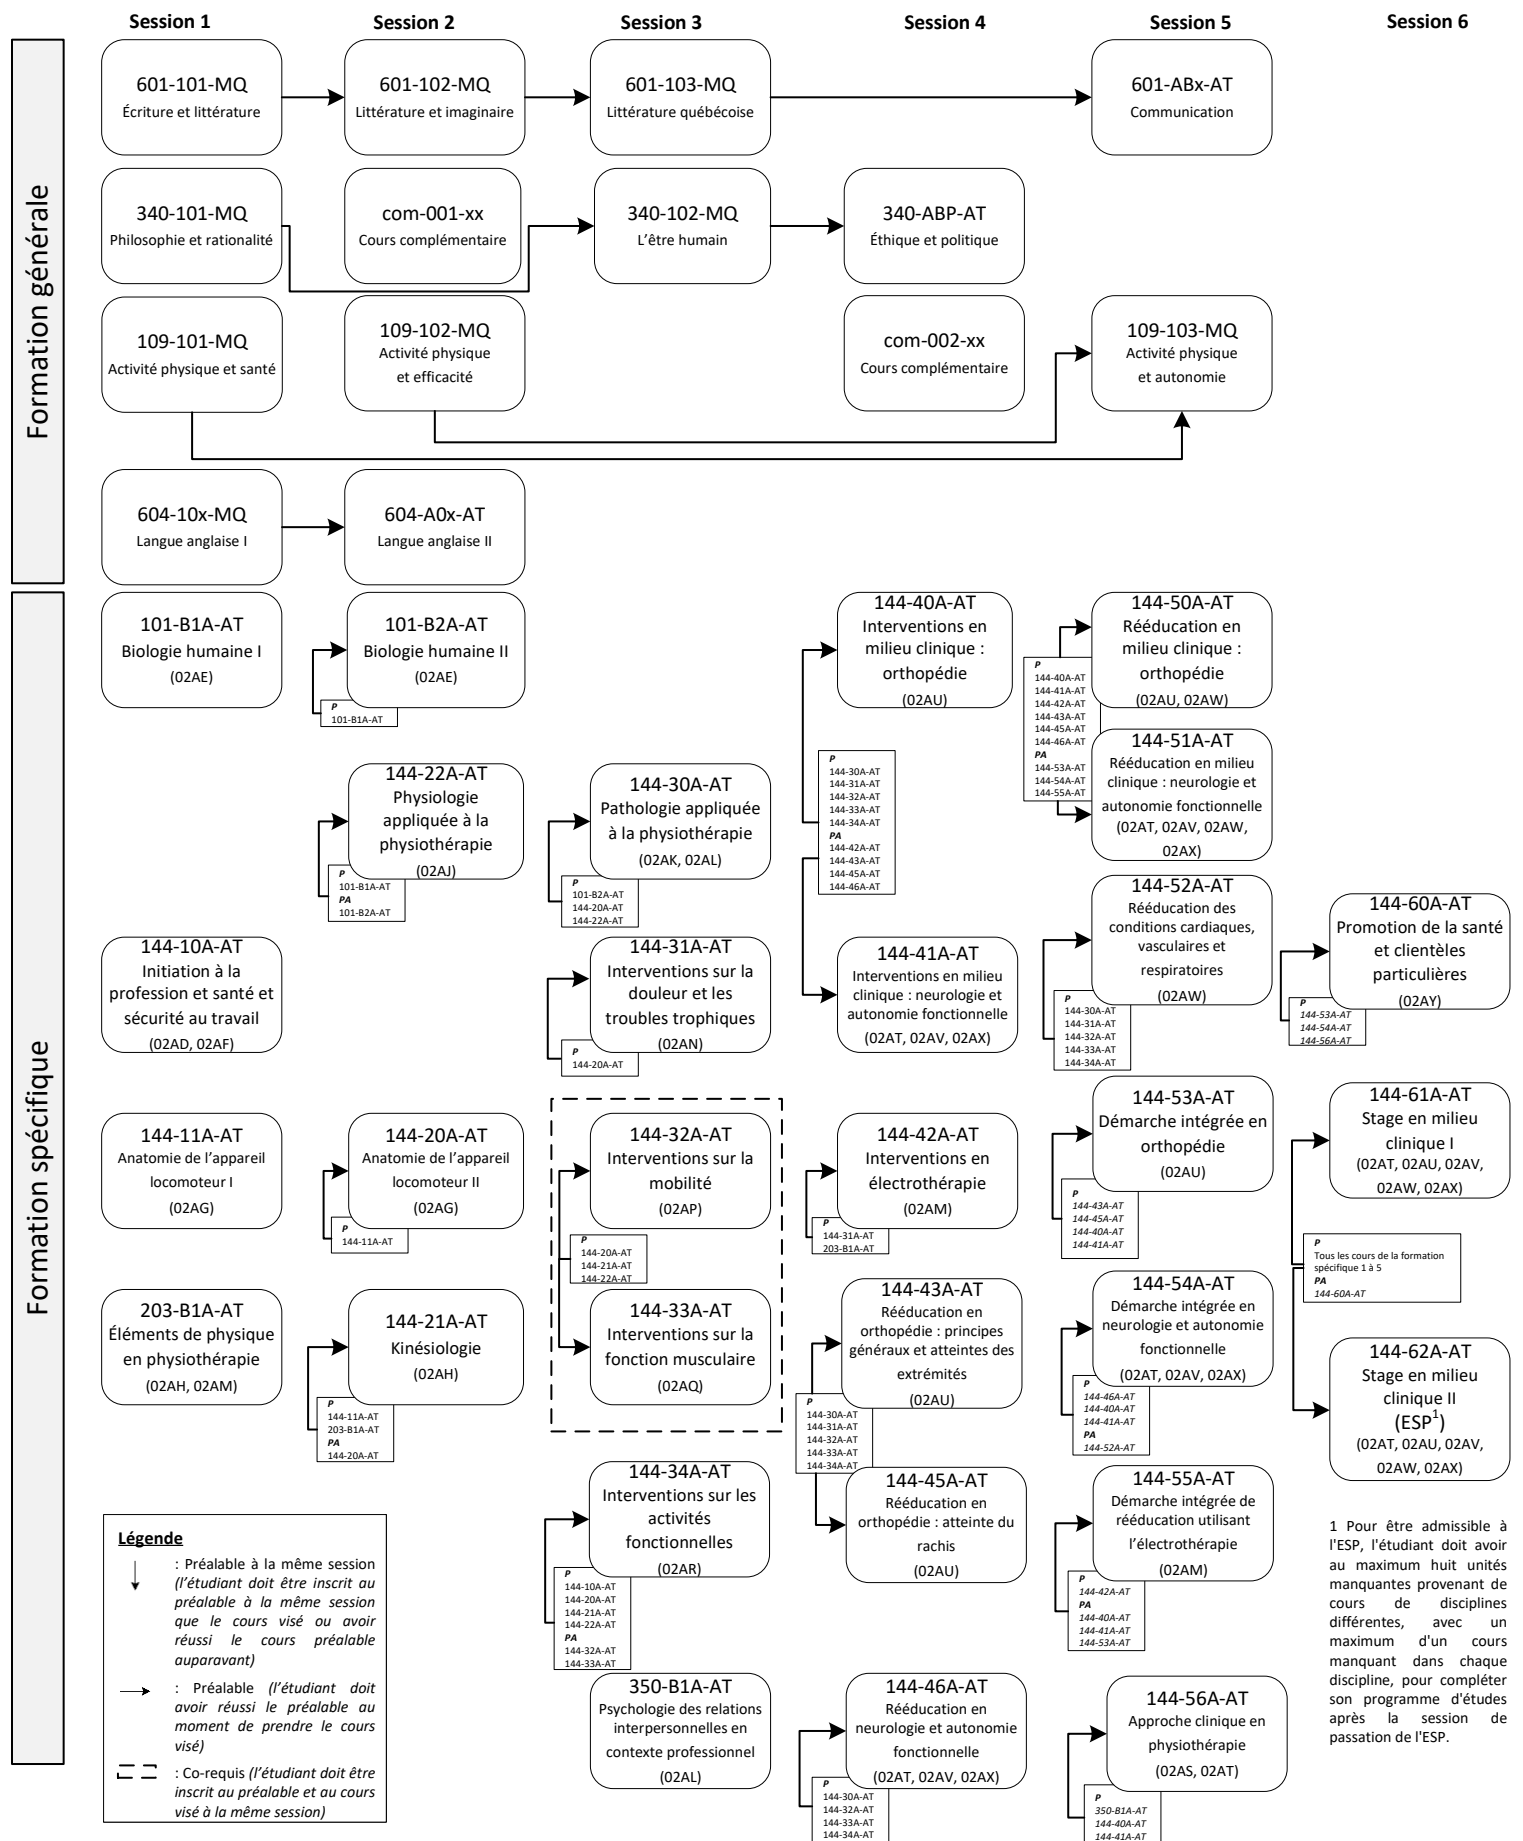 Session 1
Session 2
Session 3
Session 4
Session 5
Session 6
Formation générale
601-101-MQ
Écriture et littérature
601-102-MQ
Littérature et imaginaire
601-103-MQ
Littérature québécoise
601-ABx-AT
Communication
340-101-MQ
Philosophie et rationalité
com-001-xx
Cours complémentaire
340-102-MQ
L'être humain
340-ABP-AT
Éthique et politique
109-101-MQ
Activité physique et santé
109-102-MQ
Activité physique
et efficacité
com-002-xx
Cours complémentaire
109-103-MQ
Activité physique
et autonomie
604-10x-MQ
Langue anglaise I
604-A0x-AT
Langue anglaise II
Formation spécifique
101-B1A-AT
Biologie humaine I
(02AE)
101-B2A-AT
Biologie humaine II
(02AE)
P
101-B1A-AT
144-40A-AT
Interventions en
milieu clinique :
orthopédie
(02AU)
144-50A-AT
Rééducation en
milieu clinique :
orthopédie
(02AU, 02AW)
P
144-40A-AT
144-41A-AT
144-42A-AT
144-43A-AT
144-45A-AT
144-46A-AT
PA
144-53A-AT
144-54A-AT
144-55A-AT
144-51A-AT
Rééducation en milieu
clinique : neurologie et
autonomie fonctionnelle
(02AT, 02AV, 02AW,
02AX)
144-22A-AT
Physiologie
appliquée à la
physiothérapie
(02AJ)
P
101-B1A-AT
PA
101-B2A-AT
144-30A-AT
Pathologie appliquée
à la physiothérapie
(02AK, 02AL)
P
101-B2A-AT
144-20A-AT
144-22A-AT
P
144-30A-AT
144-31A-AT
144-32A-AT
144-33A-AT
144-34A-AT
PA
144-42A-AT
144-43A-AT
144-45A-AT
144-46A-AT
144-10A-AT
Initiation à la
profession et santé et
sécurité au travail
(02AD, 02AF)
144-31A-AT
Interventions sur la
douleur et les
troubles trophiques
(02AN)
P
144-20A-AT
144-41A-AT
Interventions en milieu
clinique : neurologie et
autonomie fonctionnelle
(02AT, 02AV, 02AX)
144-52A-AT
Rééducation des
conditions cardiaques,
vasculaires et
respiratoires
(02AW)
P
144-30A-AT
144-31A-AT
144-32A-AT
144-33A-AT
144-34A-AT
144-60A-AT
Promotion de la santé
et clientèles
particulières
(02AY)
P
144-53A-AT
144-54A-AT
144-56A-AT
144-11A-AT
Anatomie de l'appareil
locomoteur I
(02AG)
144-20A-AT
Anatomie de l'appareil
locomoteur II
(02AG)
P
144-11A-AT
144-32A-AT
Interventions sur la
mobilité
(02AP)
P
144-20A-AT
144-21A-AT
144-22A-AT
144-42A-AT
Interventions en
électrothérapie
(02AM)
P
144-31A-AT
203-B1A-AT
144-53A-AT
Démarche intégrée en
orthopédie
(02AU)
P
144-43A-AT
144-45A-AT
144-40A-AT
144-41A-AT
144-61A-AT
Stage en milieu
clinique I
(02AT, 02AU, 02AV,
02AW, 02AX)
P
Tous les cours de la formation
spécifique 1 à 5
PA
144-60A-AT
203-B1A-AT
Éléments de physique
en physiothérapie
(02AH, 02AM)
144-21A-AT
Kinésiologie
(02AH)
P
144-11A-AT
203-B1A-AT
PA
144-20A-AT
144-33A-AT
Interventions sur la
fonction musculaire
(02AQ)
144-43A-AT
Rééducation en
orthopédie : principes
généraux et atteintes des
extrémités
(02AU)
P
144-30A-AT
144-31A-AT
144-32A-AT
144-33A-AT
144-34A-AT
144-54A-AT
Démarche intégrée en
neurologie et autonomie
fonctionnelle
(02AT, 02AV, 02AX)
P
144-46A-AT
144-40A-AT
144-41A-AT
PA
144-52A-AT
144-62A-AT
Stage en milieu
clinique II
(ESP1)
(02AT, 02AU, 02AV,
02AW, 02AX)
144-34A-AT
Interventions sur les
activités
fonctionnelles
(02AR)
P
144-10A-AT
144-20A-AT
144-21A-AT
144-22A-AT
PA
144-32A-AT
144-33A-AT
144-45A-AT
Rééducation en
orthopédie : atteinte du
rachis
(02AU)
144-55A-AT
Démarche intégrée de
rééducation utilisant
l'électrothérapie
(02AM)
P
144-42A-AT
PA
144-40A-AT
144-41A-AT
144-53A-AT
350-B1A-AT
Psychologie des relations
interpersonnelles en
contexte professionnel
(02AL)
144-46A-AT
Rééducation en
neurologie et autonomie
fonctionnelle
(02AT, 02AV, 02AX)
P
144-30A-AT
144-32A-AT
144-33A-AT
144-34A-AT
144-56A-AT
Approche clinique en
physiothérapie
(02AS, 02AT)
P
350-B1A-AT
144-40A-AT
144-41A-AT
Légende
: Préalable à la même session
(l'étudiant doit être inscrit au
préalable à la même session
que le cours visé ou avoir
réussi le cours préalable
auparavant)
: Préalable (l'étudiant doit
avoir réussi le préalable au
moment de prendre le cours
visé)
: Co-requis (l'étudiant doit être
inscrit au préalable et au cours
visé à la même session)
1 Pour être admissible à
l'ESP, l'étudiant doit avoir
au maximum huit unités
manquantes provenant de
cours de disciplines
différentes, avec un
maximum d'un cours
manquant dans chaque
discipline, pour compléter
son programme d'études
après la session de
passation de l'ESP.